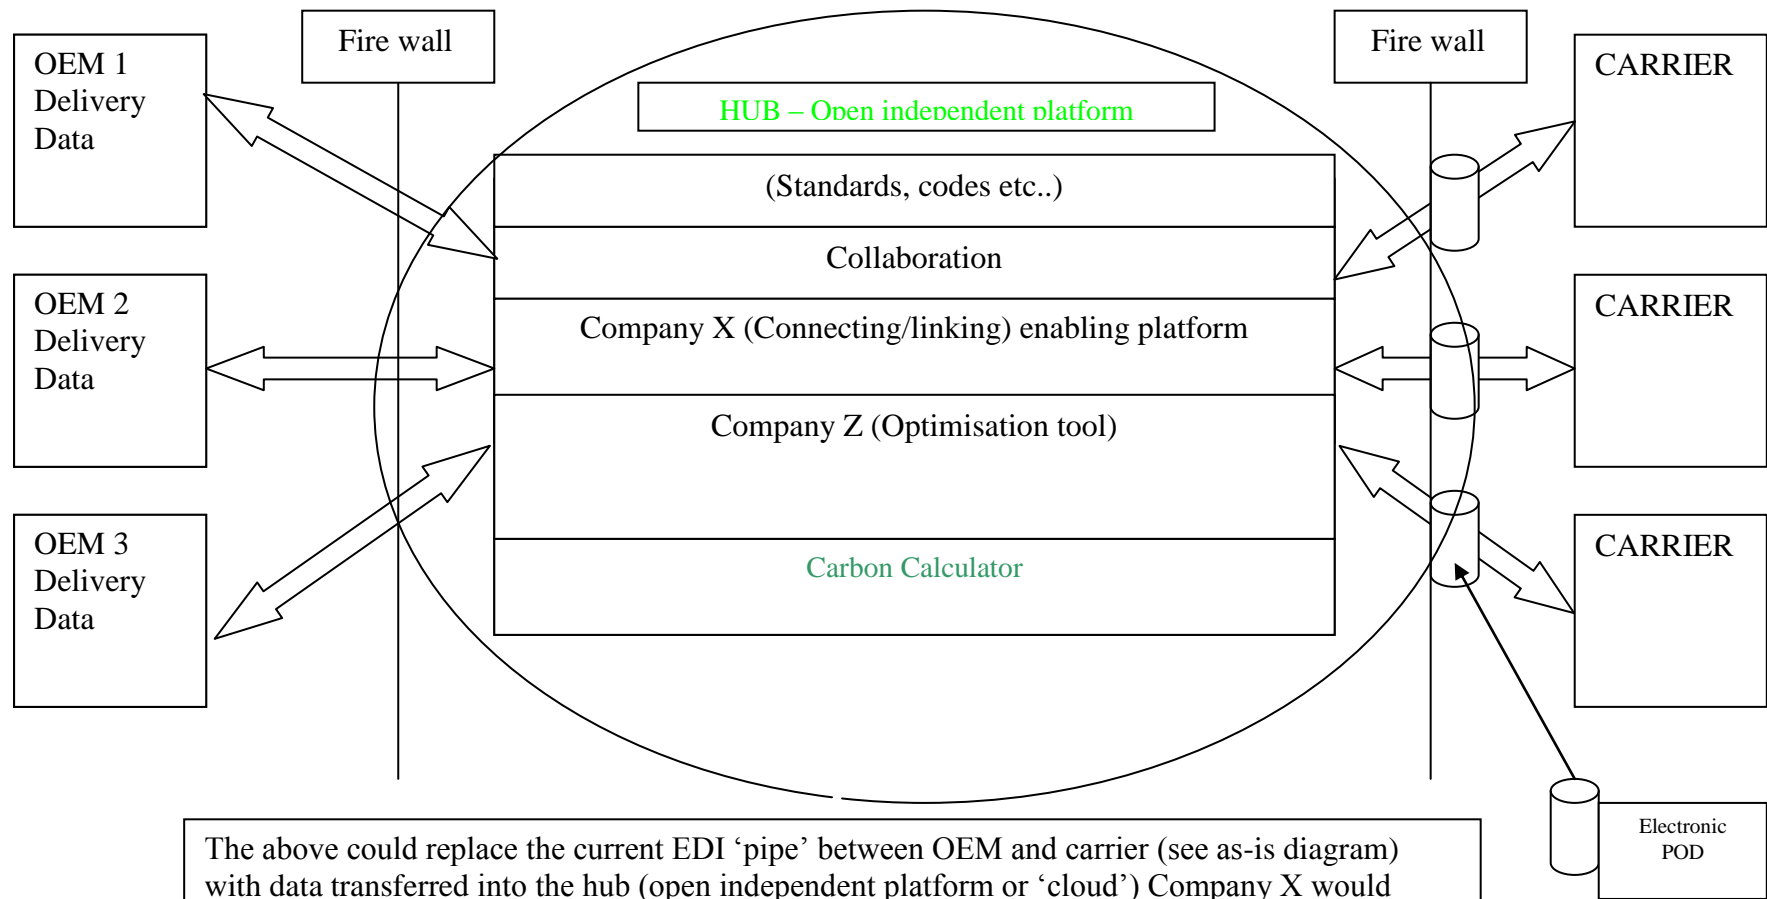 Fire wall
Fire wall
OEM 1
Delivery
Data
CARRIER
HUB – Open independent platform
(Standards, codes etc..)
Collaboration
OEM 2
Delivery
Data
Company X (Connecting/linking) enabling platform
CARRIER
Company Z (Optimisation tool)
OEM 3
Delivery
Data
Carbon Calculator
CARRIER
Electronic
POD
The above could replace the current EDI ‘pipe’ between OEM and carrier (see as-is diagram)
with data transferred into the hub (open independent platform or ‘cloud’) Company X would